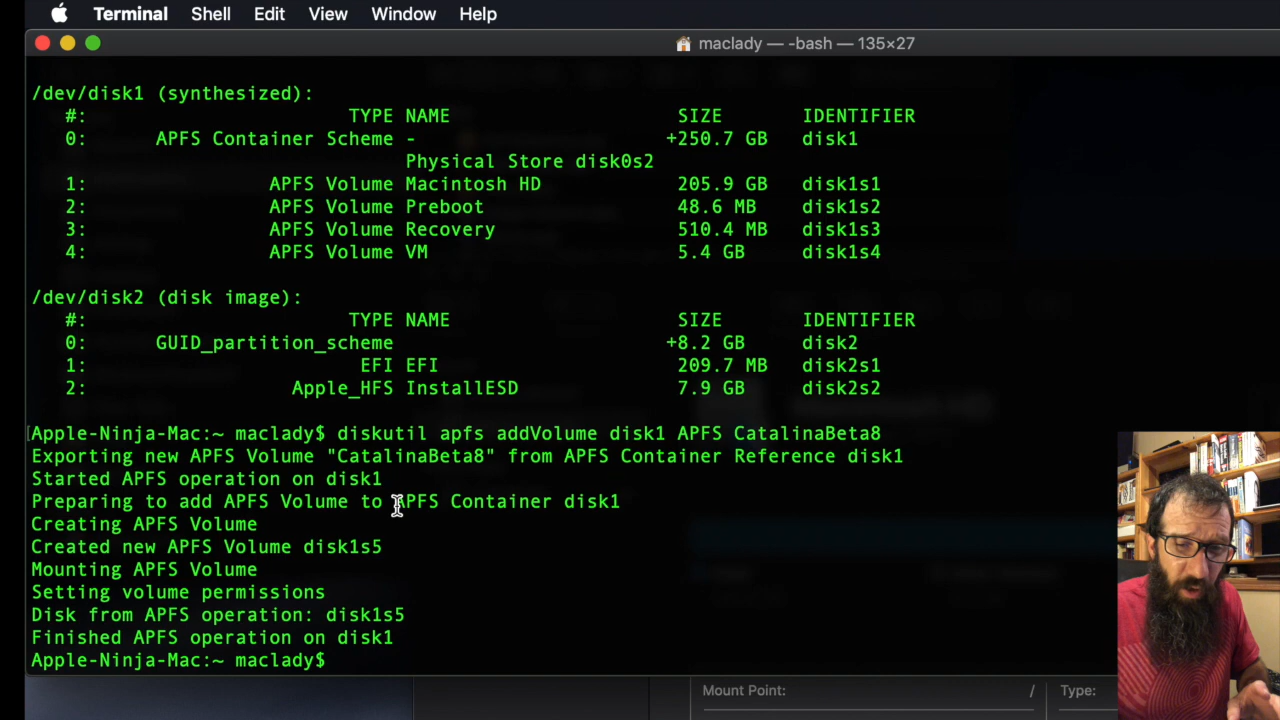 Terminal Shell Edit View Window Help
maclady — -bash — 135×27
/dev/disk1 (synthesized):
#: TYPE NAME SIZE IDENTIFIER
0: APFS Container Scheme - +250.7 GB disk1
Physical Store disk0s2
1: APFS Volume Macintosh HD 205.9 GB disk1s1
2: APFS Volume Preboot 48.6 MB disk1s2
3: APFS Volume Recovery 510.4 MB disk1s3
4: APFS Volume VM 5.4 GB disk1s4
/dev/disk2 (disk image):
#: TYPE NAME SIZE IDENTIFIER
0: GUID_partition_scheme +8.2 GB disk2
1: EFI EFI 209.7 MB disk2s1
2: Apple_HFS InstallESD 7.9 GB disk2s2
[Apple-Ninja-Mac:~ maclady$ diskutil apfs addVolume disk1 APFS CatalinaBeta8
Exporting new APFS Volume "CatalinaBeta8" from APFS Container Reference disk1
Started APFS operation on disk1
Preparing to add APFS Volume to APFS Container disk1
Creating APFS Volume
Created new APFS Volume disk1s5
Mounting APFS Volume
Setting volume permissions
Disk from APFS operation: disk1s5
Finished APFS operation on disk1
Apple-Ninja-Mac:~ maclady$
Mount Point: / Type: